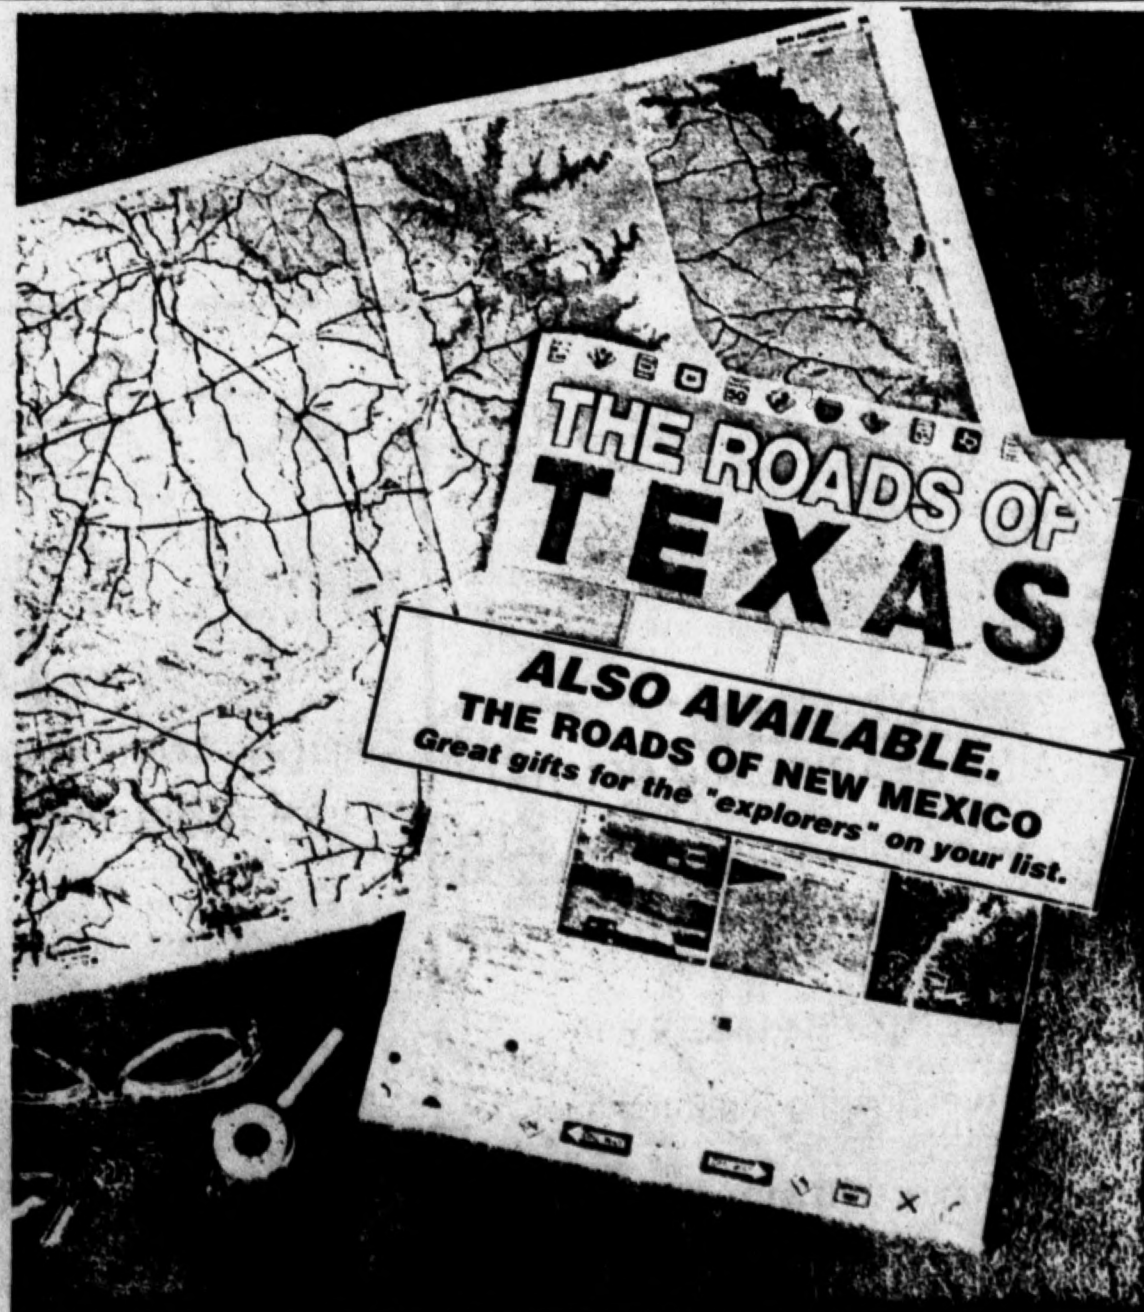 THE ROADS OF
TEXAS
ALSO AVAILABLE.
THE ROADS OF NEW MEXICO
Great gifts for the "explorers" on your list.